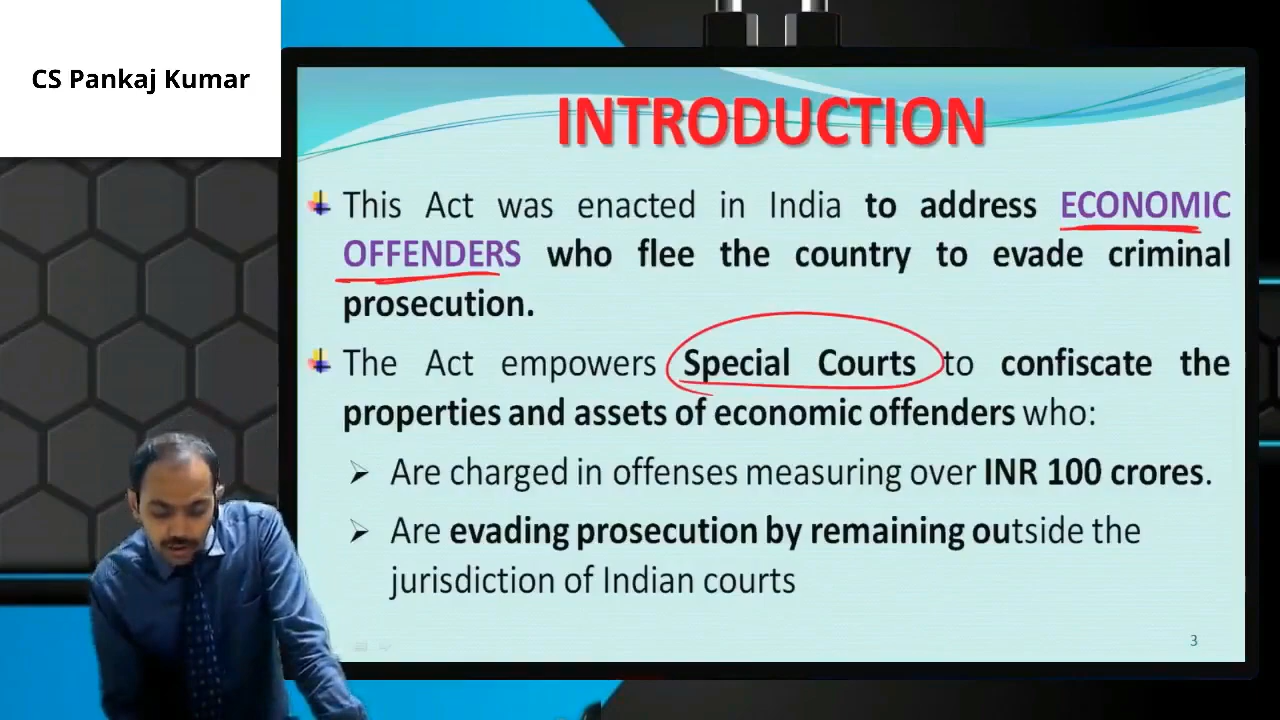 CS Pankaj Kumar
INTRODUCTION
This Act was enacted in India to address ECONOMIC
OFFENDERS who flee the country to evade criminal
prosecution.
The Act empowers Special Courts to confiscate the
properties and assets of economic offenders who:
Are charged in offenses measuring over INR 100 crores.
Are evading prosecution by remaining outside the
jurisdiction of Indian courts
3